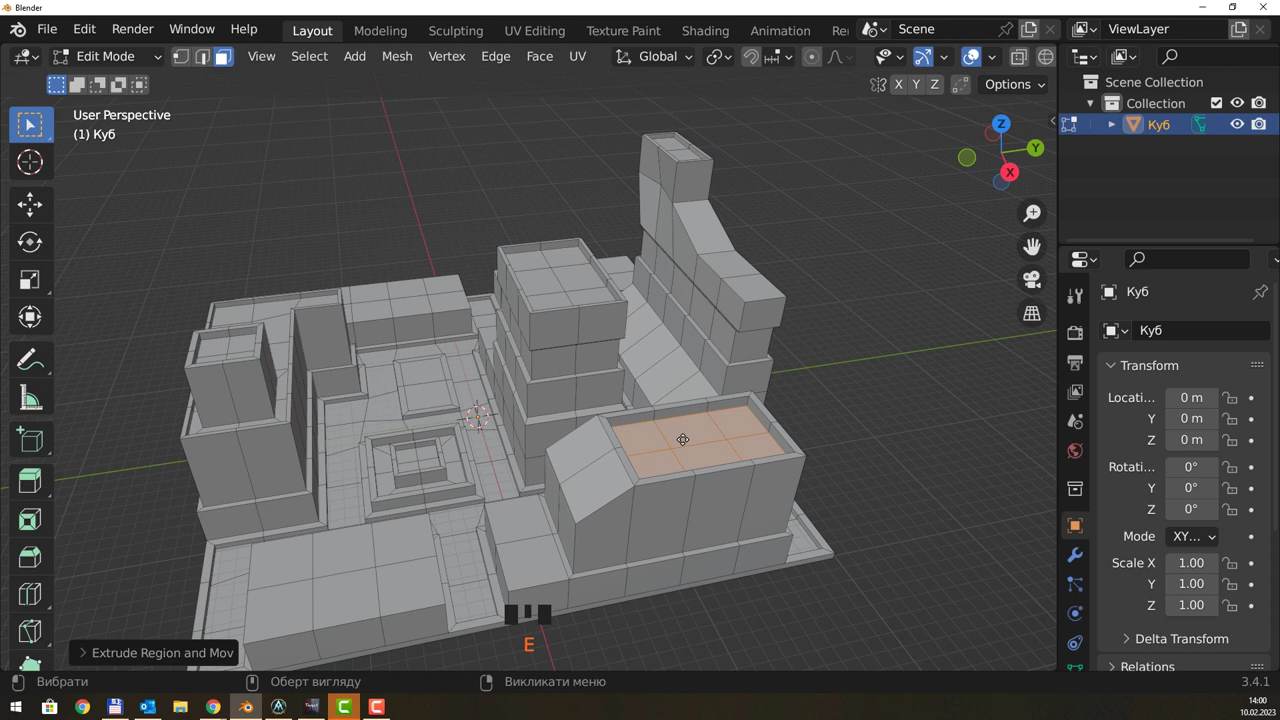 Blender
File Edit Render Window Help Layout Modeling Sculpting UV Editing Texture Paint Shading Animation Re Scene ViewLayer
Edit Mode View Select Add Mesh Vertex Edge Face UV Global
X Y Z Options
User Perspective
(1) Куб
Z
Y
X
Scene Collection
Collection
Куб
Куб
Куб
Transform
Locati... 0 m
Y 0 m
Z 0 m
Rotati... 0°
Y 0°
Z 0°
Mode XY...
Scale X 1.00
Y 1.00
Z 1.00
Delta Transform
Relations
E
Extrude Region and Mov
Вибрати Оберт вигляду Викликати меню 3.4.1
14:00
10.02.2023